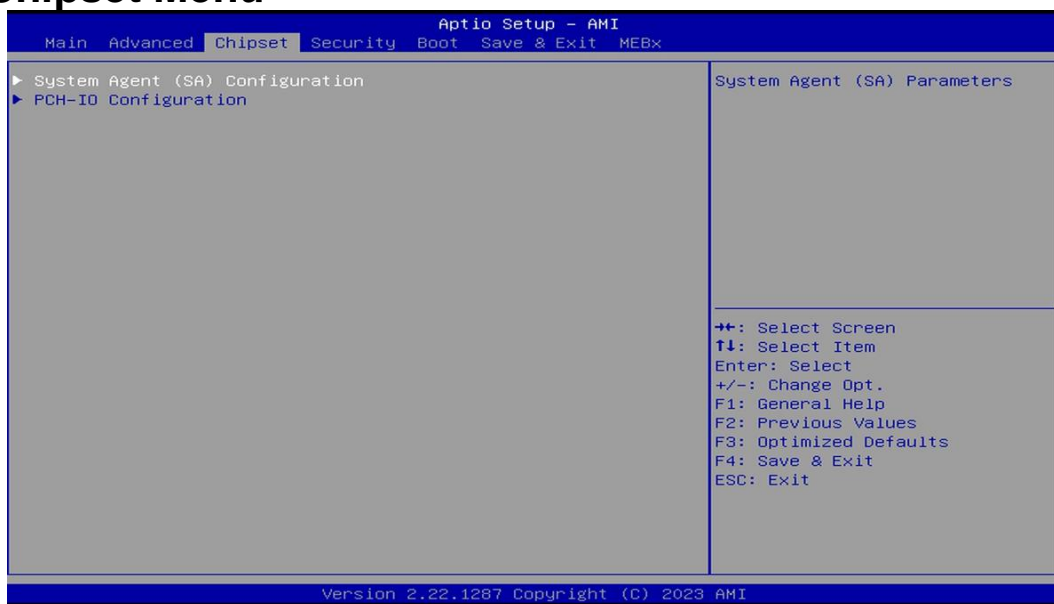 Chipset Menu
Aptio Setup – AMI
Main Advanced Chipset Security Boot Save & Exit MEBx
▶ System Agent (SA) Configuration
▶ PCH-IO Configuration
System Agent (SA) Parameters
→←: Select Screen
↑↓: Select Item
Enter: Select
+/-: Change Opt.
F1: General Help
F2: Previous Values
F3: Optimized Defaults
F4: Save & Exit
ESC: Exit
Version 2.22.1287 Copyright (C) 2023 AMI